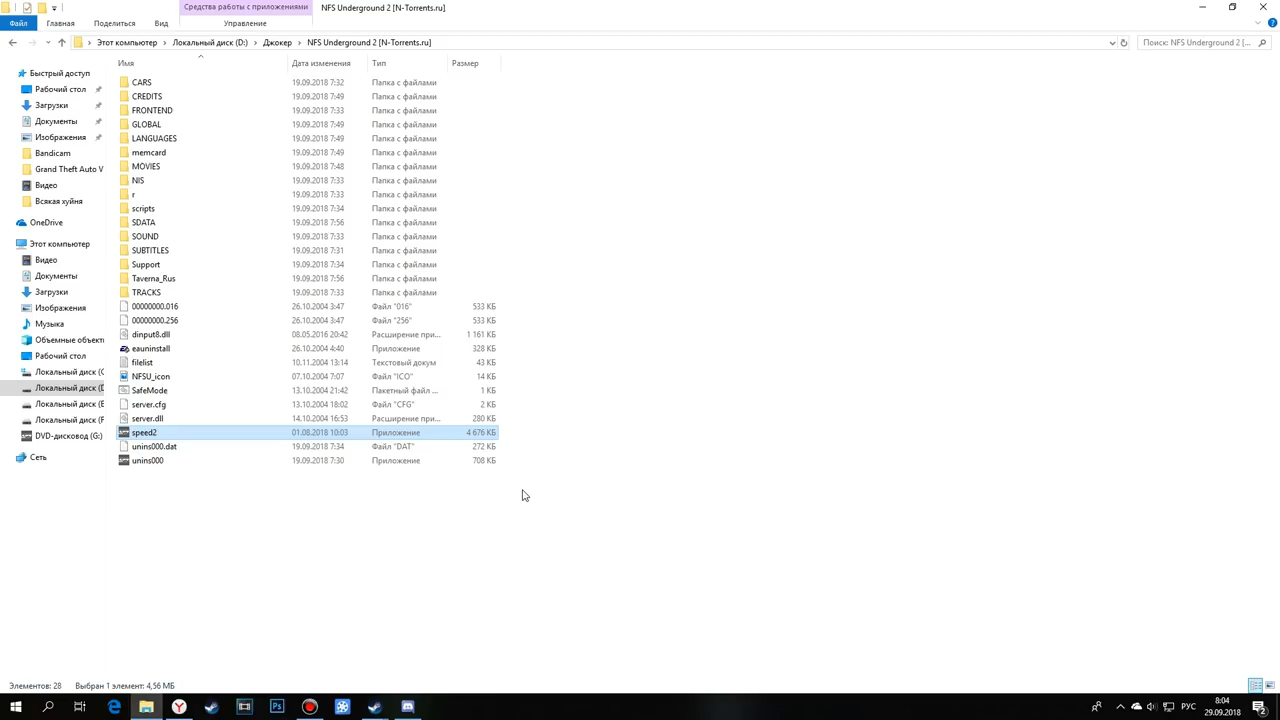 Средства работы с приложениями
NFS Underground 2 [N-Torrents.ru]
Файл Главная Поделиться Вид Управление
Этот компьютер Локальный диск (D:) Джокер NFS Underground 2 [N-Torrents.ru]
Поиск: NFS Underground 2 [...
Имя Дата изменения Тип Размер
Быстрый доступ
Рабочий стол
Загрузки
Документы
Изображения
Bandicam
Grand Theft Auto V
Видео
Всякая хуйня
OneDrive
Этот компьютер
Видео
Документы
Загрузки
Изображения
Музыка
Объемные объекты
Рабочий стол
Локальный диск (C
Локальный диск (D
Локальный диск (E
Локальный диск (F
DVD-дисковод (G:)
Сеть
CARS 19.09.2018 7:32 Папка с файлами
CREDITS 19.09.2018 7:49 Папка с файлами
FRONTEND 19.09.2018 7:33 Папка с файлами
GLOBAL 19.09.2018 7:49 Папка с файлами
LANGUAGES 19.09.2018 7:49 Папка с файлами
memcard 19.09.2018 7:49 Папка с файлами
MOVIES 19.09.2018 7:48 Папка с файлами
NIS 19.09.2018 7:33 Папка с файлами
r 19.09.2018 7:33 Папка с файлами
scripts 19.09.2018 7:34 Папка с файлами
SDATA 19.09.2018 7:56 Папка с файлами
SOUND 19.09.2018 7:33 Папка с файлами
SUBTITLES 19.09.2018 7:31 Папка с файлами
Support 19.09.2018 7:34 Папка с файлами
Taverna_Rus 19.09.2018 7:56 Папка с файлами
TRACKS 19.09.2018 7:33 Папка с файлами
00000000.016 26.10.2004 3:47 Файл "016" 533 КБ
00000000.256 26.10.2004 3:47 Файл "256" 533 КБ
dinput8.dll 08.05.2016 20:42 Расширение при... 1 161 КБ
eauninstall 26.10.2004 4:40 Приложение 328 КБ
filelist 10.11.2004 13:14 Текстовый докум 43 КБ
NFSU_icon 07.10.2004 7:07 Файл "ICO" 14 КБ
SafeMode 13.10.2004 21:42 Пакетный файл ... 1 КБ
server.cfg 13.10.2004 18:02 Файл "CFG" 2 КБ
server.dll 14.10.2004 16:53 Расширение при... 280 КБ
speed2 01.08.2018 10:03 Приложение 4 676 КБ
unins000.dat 19.09.2018 7:34 Файл "DAT" 272 КБ
unins000 19.09.2018 7:30 Приложение 708 КБ
Элементов: 28 Выбран 1 элемент: 4,56 МБ
РУС
8:04
29.09.2018
2